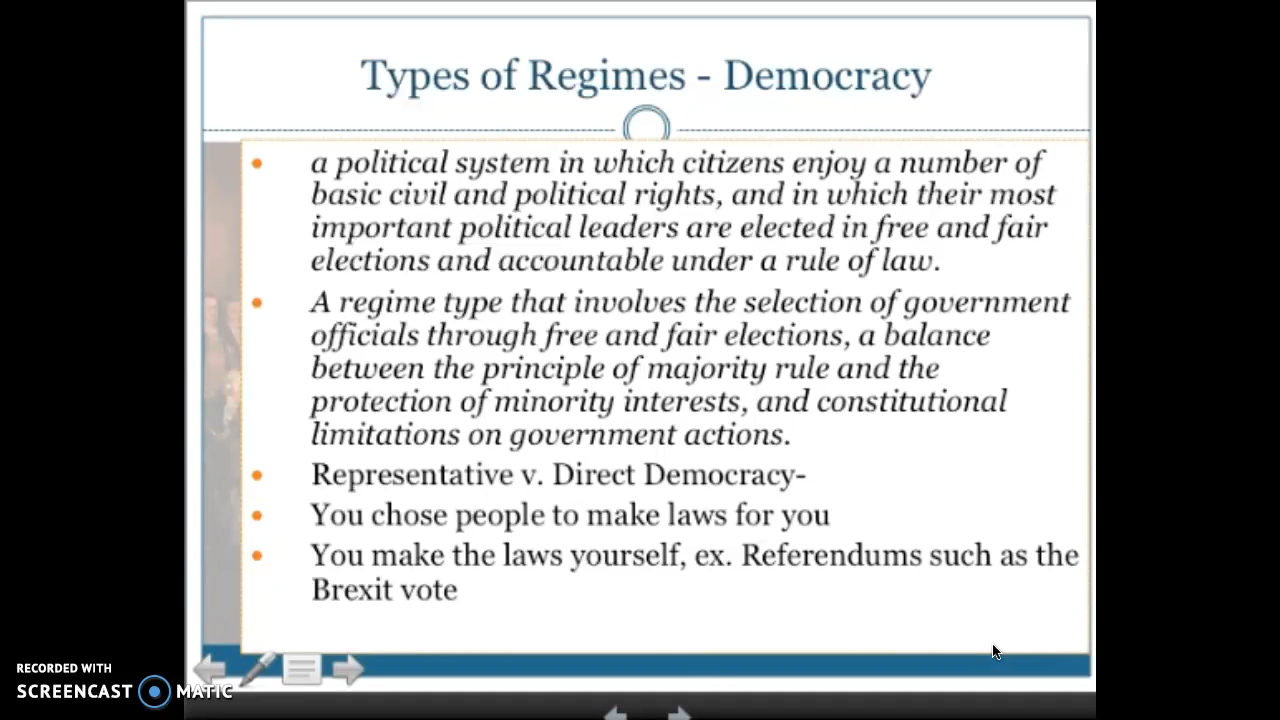 Types of Regimes - Democracy
a political system in which citizens enjoy a number of
basic civil and political rights, and in which their most
important political leaders are elected in free and fair
elections and accountable under a rule of law.
A regime type that involves the selection of government
officials through free and fair elections, a balance
between the principle of majority rule and the
protection of minority interests, and constitutional
limitations on government actions.
Representative v. Direct Democracy-
You chose people to make laws for you
You make the laws yourself, ex. Referendums such as the
Brexit vote
RECORDED WITH
SCREENCAST MATIC